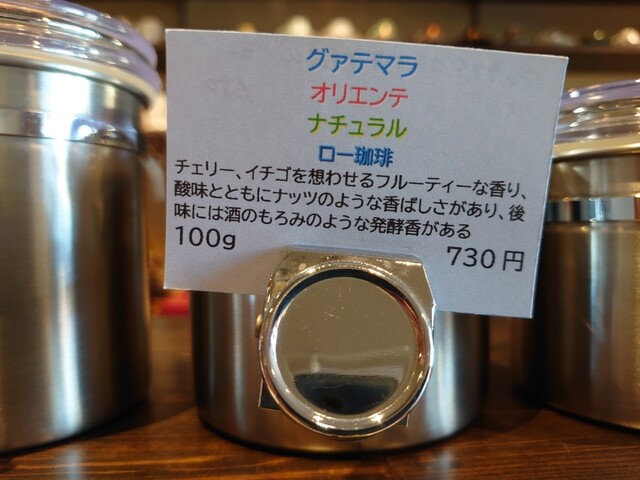 グァテマラ
オリエンテ
ナチュラル
ロー珈琲
チェリー、イチゴを想わせるフルーティーな香り、
酸味とともにナッツのような香ばしさがあり、後
味には酒のもろみのような発酵香がある
100g 730円